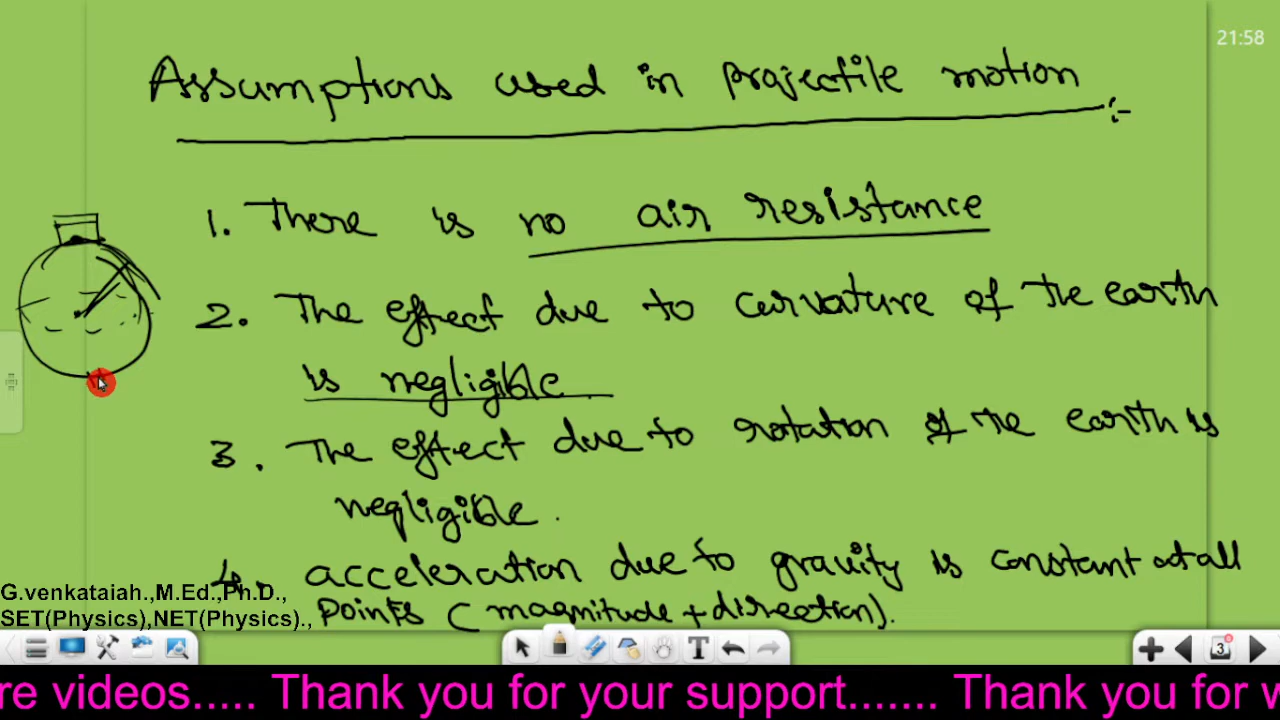 21:58
Assumptions used in projectile motion :-
1. There is no air resistance
2. The effect due to curvature of the earth
is negligible.
3. The effect due to rotation of the earth is
negligible.
4. acceleration due to gravity is constant at all
points (magnitude + direction).
G.venkataiah.,M.Ed.,Ph.D.,
SET(Physics),NET(Physics).,
T
3
re videos..... Thank you for your support....... Thank you for w